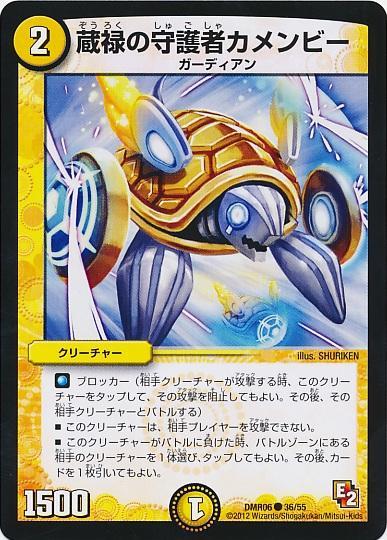 2
ぞうろく しゅごしゃ
蔵禄の守護者カメンビー
ガーディアン
クリーチャー
illus. SHURIKEN
ブロッカー(相手クリーチャーが攻撃する時、このクリ
ーチャーをタップして、その攻撃を阻止してもよい。その後、その
相手クリーチャーとバトルする)
■ このクリーチャーは、相手プレイヤーを攻撃できない。
■ このクリーチャーがバトルに負けた時、バトルゾーンにある
相手のクリーチャーを1体選び、タップしてもよい。その後、カー
ドを1枚引いてもよい。
1500
1
E2
DMR06 ● 36/55
©2012 Wizards/Shogakukan/Mitsui-Kids